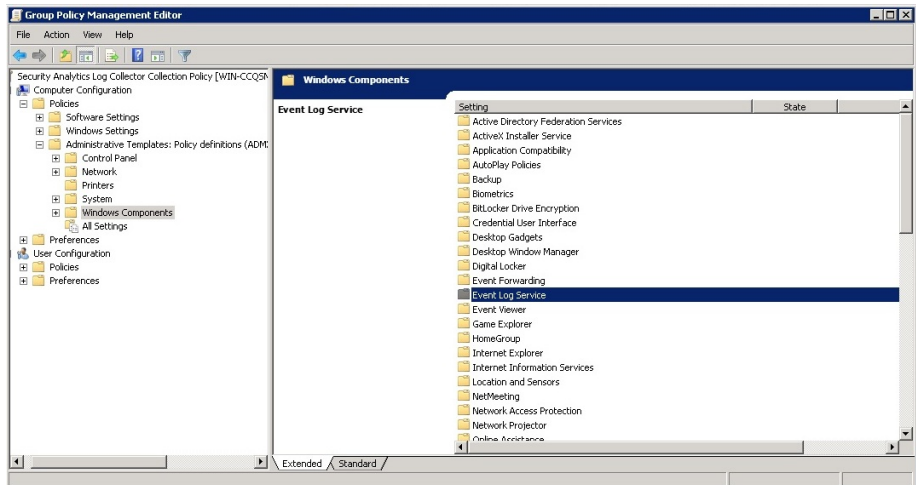 Group Policy Management Editor
File Action View Help
Security Analytics Log Collector Collection Policy [WIN-CCQSN
Computer Configuration
Policies
Software Settings
Windows Settings
Administrative Templates: Policy definitions (ADM
Control Panel
Network
Printers
System
Windows Components
All Settings
Preferences
User Configuration
Policies
Preferences
Windows Components
Event Log Service
Setting State
Active Directory Federation Services
ActiveX Installer Service
Application Compatibility
AutoPlay Policies
Backup
Biometrics
BitLocker Drive Encryption
Credential User Interface
Desktop Gadgets
Desktop Window Manager
Digital Locker
Event Forwarding
Event Log Service
Event Viewer
Game Explorer
HomeGroup
Internet Explorer
Internet Information Services
Location and Sensors
NetMeeting
Network Access Protection
Network Projector
Online Assistance
Extended Standard